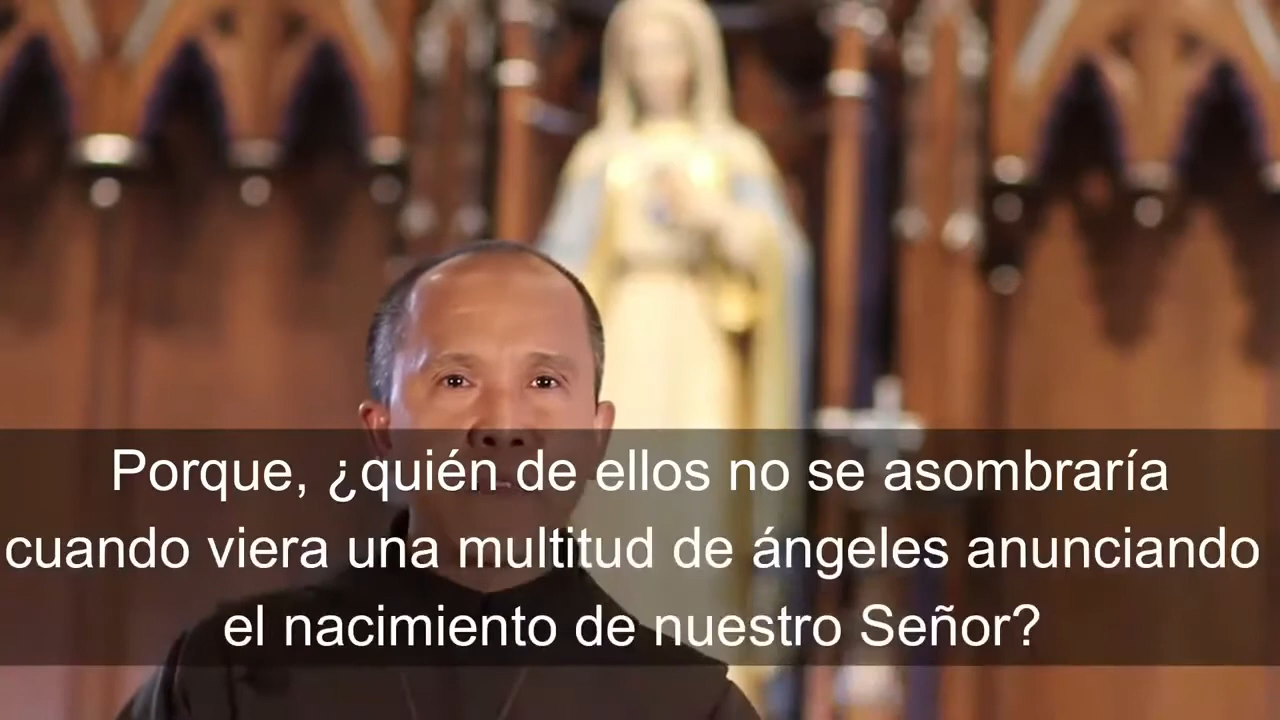 Porque, ¿quién de ellos no se asombraría
cuando viera una multitud de ángeles anunciando
el nacimiento de nuestro Señor?